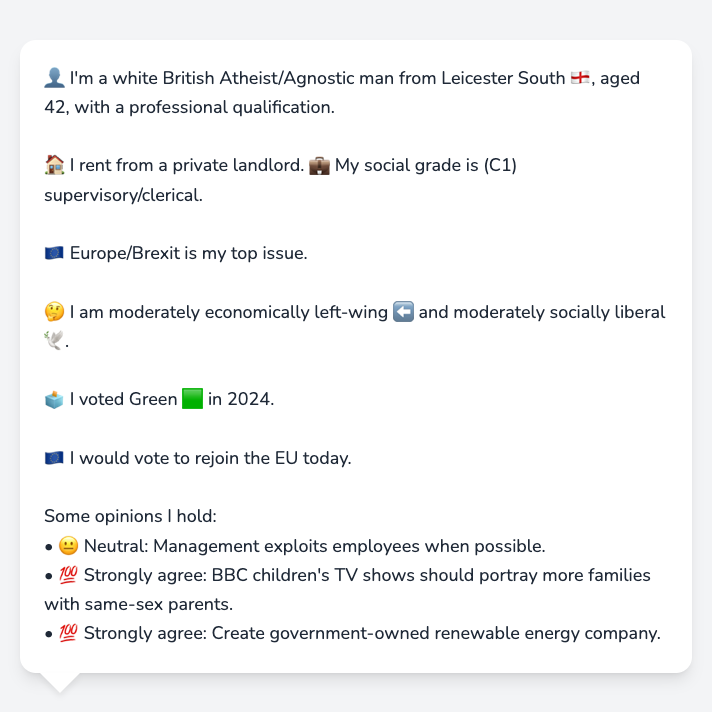 👤 I'm a white British Atheist/Agnostic man from Leicester South 🏴󠁧󠁢󠁥󠁮󠁧󠁿, aged
42, with a professional qualification.
🏠 I rent from a private landlord. 💼 My social grade is (C1)
supervisory/clerical.
🇪🇺 Europe/Brexit is my top issue.
🤔 I am moderately economically left-wing ⬅️ and moderately socially liberal
🕊️.
🗳️ I voted Green 🟩 in 2024.
🇪🇺 I would vote to rejoin the EU today.
Some opinions I hold:
• 😐 Neutral: Management exploits employees when possible.
• 💯 Strongly agree: BBC children's TV shows should portray more families
with same-sex parents.
• 💯 Strongly agree: Create government-owned renewable energy company.